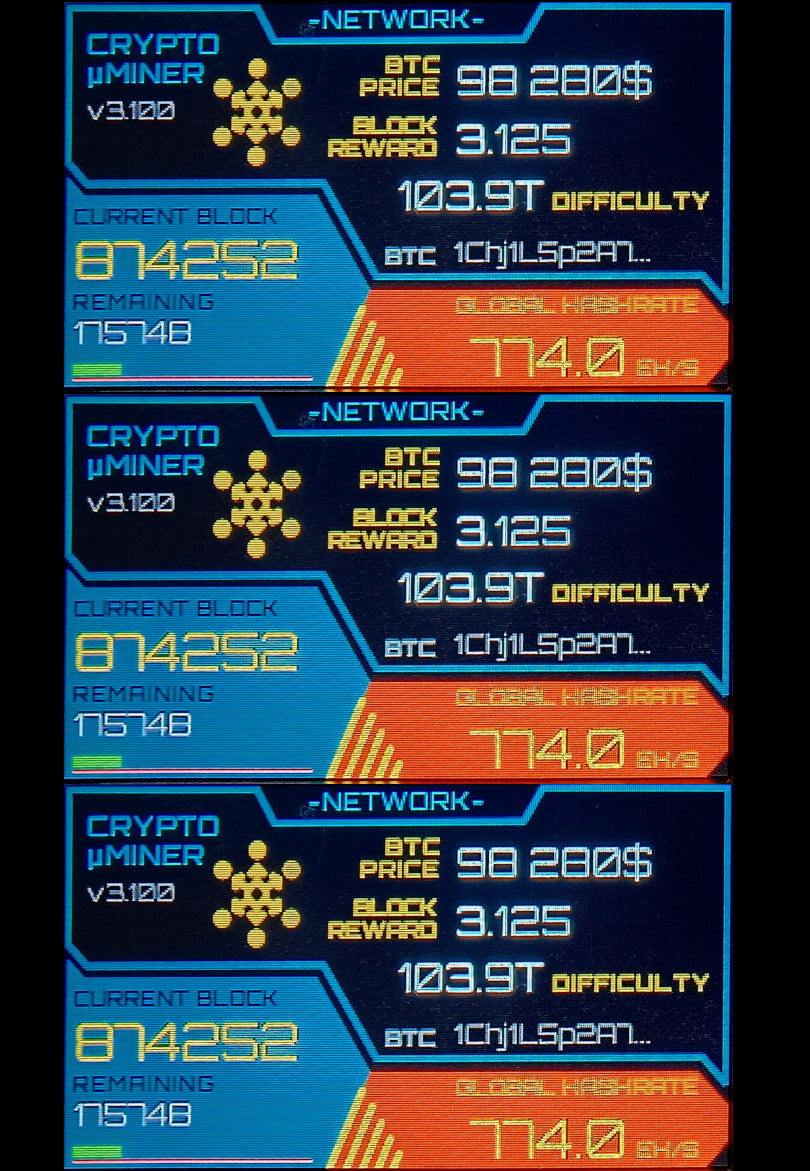 -NETWORK-
CRYPTO
µMINER
v3.100
BTC
PRICE 98 280$
BLOCK
REWARD 3.125
103.9T DIFFICULTY
BTC 1Chj1L5p2A7...
CURRENT BLOCK
874252
REMAINING
175748
GLOBAL HASHRATE
774.0 EH/S
-NETWORK-
CRYPTO
µMINER
v3.100
BTC
PRICE 98 280$
BLOCK
REWARD 3.125
103.9T DIFFICULTY
BTC 1Chj1L5p2A7...
CURRENT BLOCK
874252
REMAINING
175748
GLOBAL HASHRATE
774.0 EH/S
-NETWORK-
CRYPTO
µMINER
v3.100
BTC
PRICE 98 280$
BLOCK
REWARD 3.125
103.9T DIFFICULTY
BTC 1Chj1L5p2A7...
CURRENT BLOCK
874252
REMAINING
175748
GLOBAL HASHRATE
774.0 EH/S